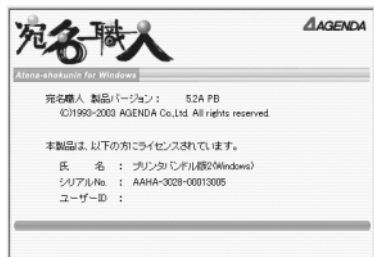 宛名職人
AGENDA
Atena-shokunin for Windows
宛名職人 製品バージョン： 5.2A PB
(C)1993-2003 AGENDA Co.,Ltd. All rights reserved.
本製品は、以下の方にライセンスされています。
氏 名 ： プリンタバンドル版2(Windows)
シリアルNo. ： AAHA-3028-00013005
ユーザーID ：